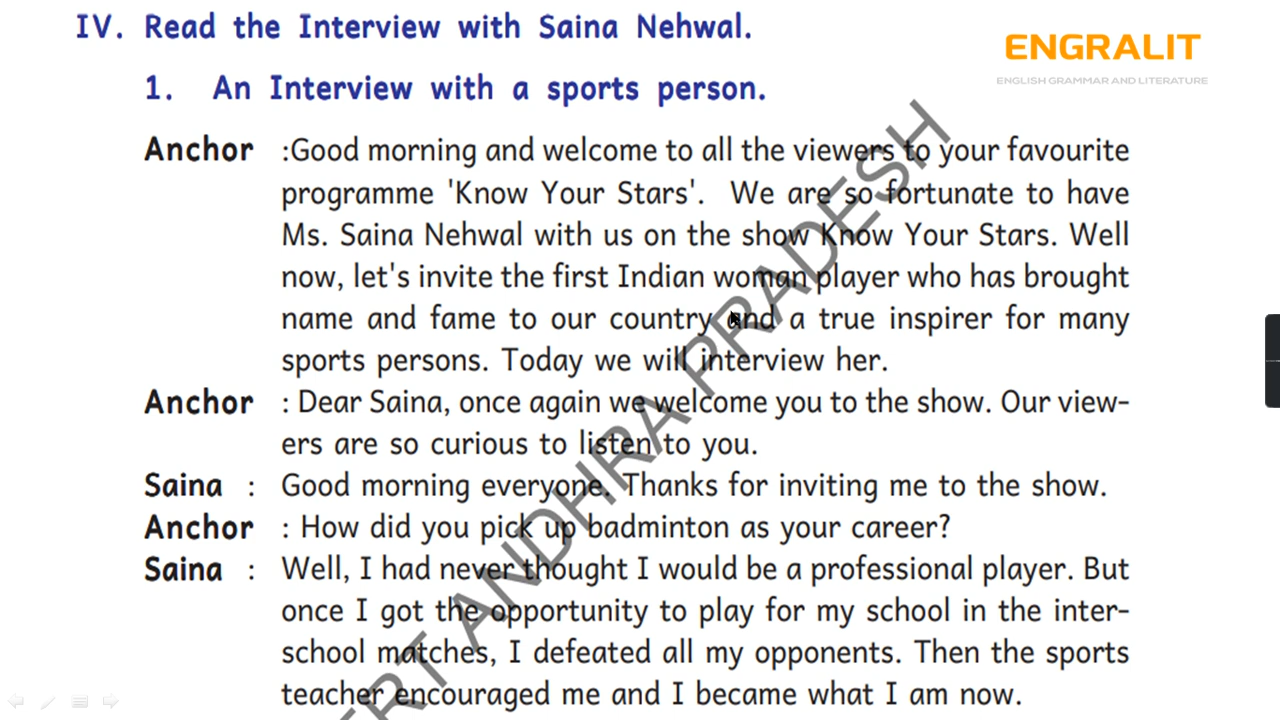 IV. Read the Interview with Saina Nehwal.
ENGRALIT
ENGLISH GRAMMAR AND LITERATURE
1. An Interview with a sports person.
Anchor :Good morning and welcome to all the viewers to your favourite
programme 'Know Your Stars'. We are so fortunate to have
Ms. Saina Nehwal with us on the show Know Your Stars. Well
now, let's invite the first Indian woman player who has brought
name and fame to our country and a true inspirer for many
sports persons. Today we will interview her.
Anchor : Dear Saina, once again we welcome you to the show. Our view-
ers are so curious to listen to you.
Saina : Good morning everyone. Thanks for inviting me to the show.
Anchor : How did you pick up badminton as your career?
Saina : Well, I had never thought I would be a professional player. But
once I got the opportunity to play for my school in the inter-
school matches, I defeated all my opponents. Then the sports
teacher encouraged me and I became what I am now.
ERT ANDHRA PRADESH